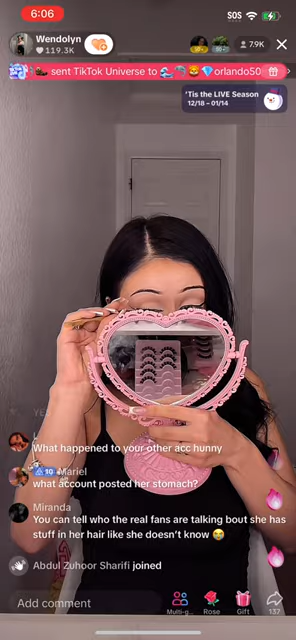 6:06
SOS
Wendolyn
119.3K
7.9K
sent TikTok Universe to
orlando50
'Tis the LIVE Season
12/18 – 01/14
YES
What happened to your other acc hunny
10 Mariel
what account posted her stomach?
Miranda
You can tell who the real fans are talking bout she has
stuff in her hair like she doesn't know 😭
Abdul Zuhoor Sharifi joined
Add comment
Multi-g...
Rose
Gift
137